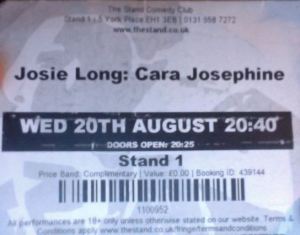 The Stand Comedy Club
Stand 1 | 5 York Place EH1 3EB | 0131 558 7272
www.thestand.co.uk
Josie Long: Cara Josephine
WED 20TH AUGUST 20:40
DOORS OPEN: 20:25
Stand 1
Price Band: Complimentary | Value: £0.00 | Booking ID: 439144
1100952
All performances are 18+ only unless otherwise stated on our website. Terms &
Conditions apply www.thestand.co.uk/fringe/termsandconditions